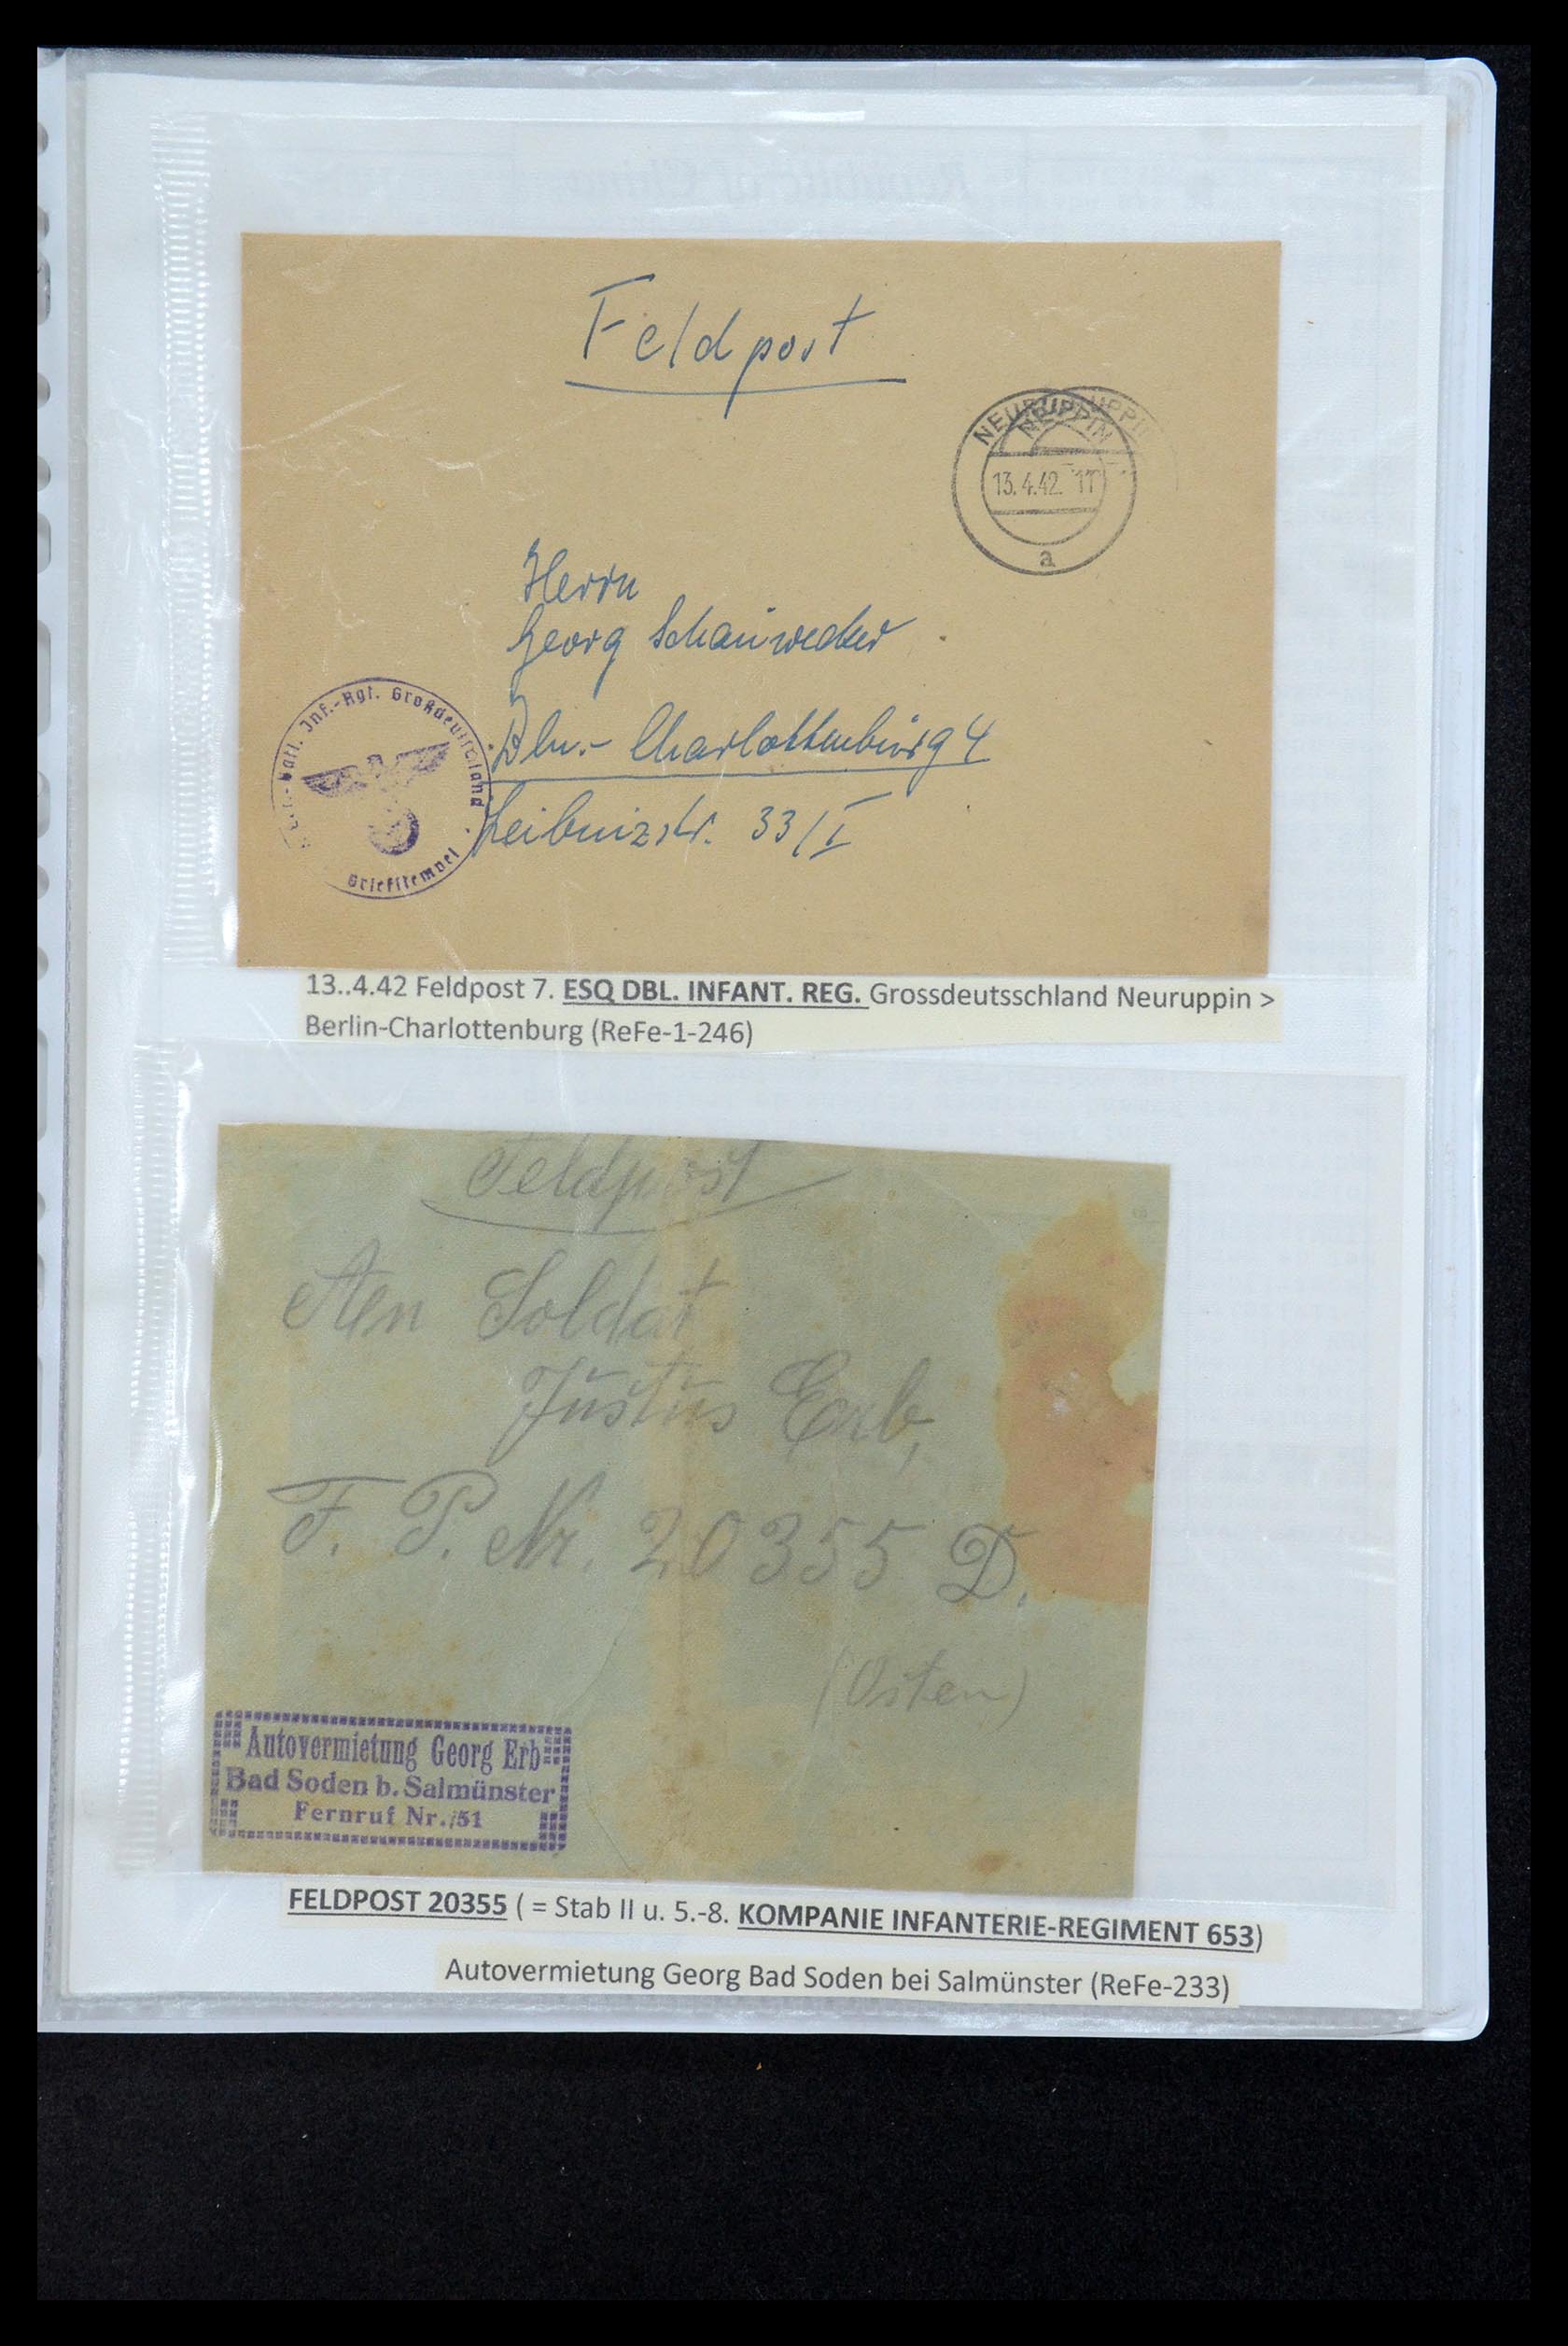 Feldpost
NEURUPPIN
13.4.42. 11
a
Herrn
Georg Schauwecker
Bln.- Charlottenburg 4
Leibnizstr. 33/I
Inf.-Rgt. Großdeutschland
Briefstempel
13..4.42 Feldpost 7. ESQ DBL. INFANT. REG. Grossdeutsschland Neuruppin >
Berlin-Charlottenburg (ReFe-1-246)
Feldpost
An Soldat
Justus Erb,
F. P. Nr. 20355 D.
(Osten)
Autovermietung Georg Erb
Bad Soden b. Salmünster
Fernruf Nr. 51
FELDPOST 20355 ( = Stab II u. 5.-8. KOMPANIE INFANTERIE-REGIMENT 653)
Autovermietung Georg Bad Soden bei Salmünster (ReFe-233)